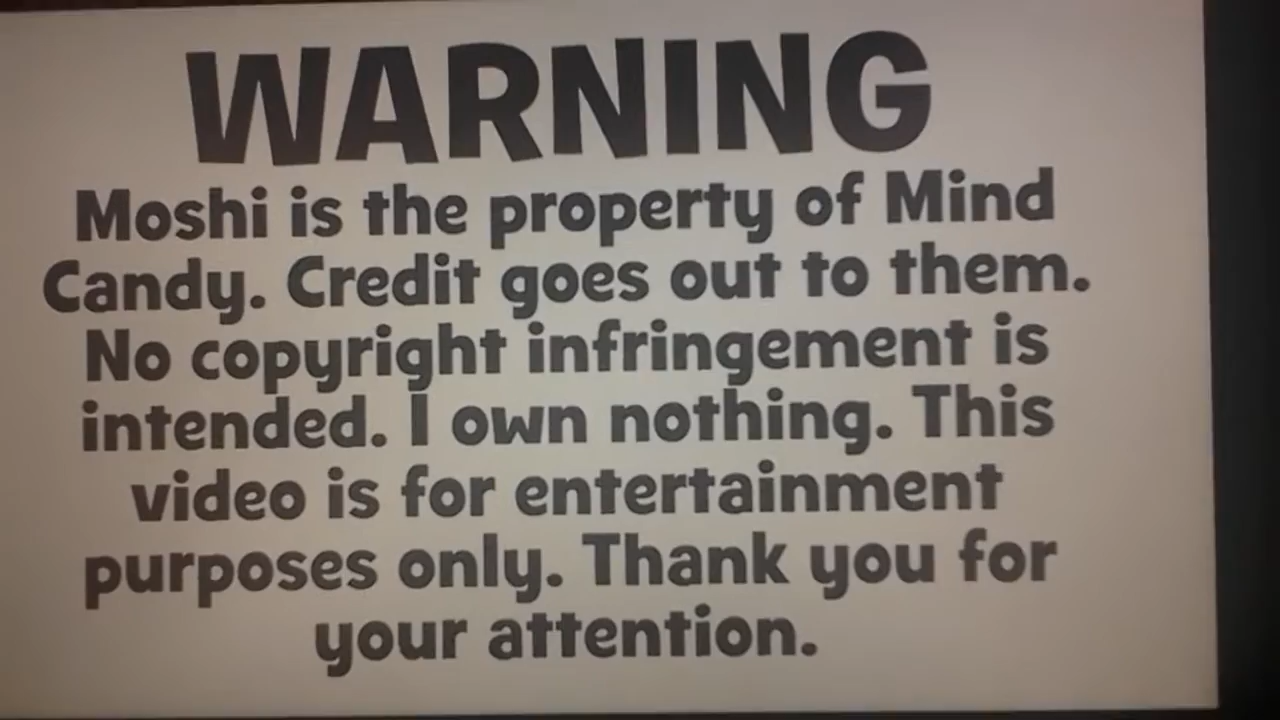 WARNING
Moshi is the property of Mind
Candy. Credit goes out to them.
No copyright infringement is
intended. I own nothing. This
video is for entertainment
purposes only. Thank you for
your attention.